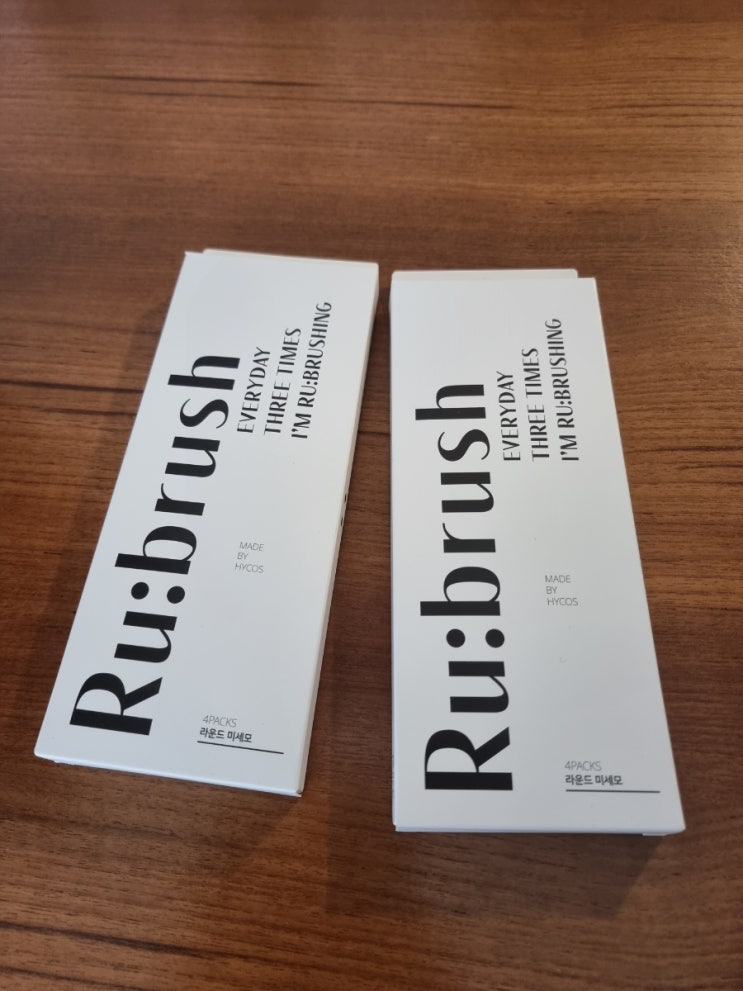 Ru:brush
EVERYDAY
THREE TIMES
I'M RU:BRUSHING
MADE
BY
HYCOS
4PACKS
라운드 미세모
Ru:brush
EVERYDAY
THREE TIMES
I'M RU:BRUSHING
MADE
BY
HYCOS
4PACKS
라운드 미세모